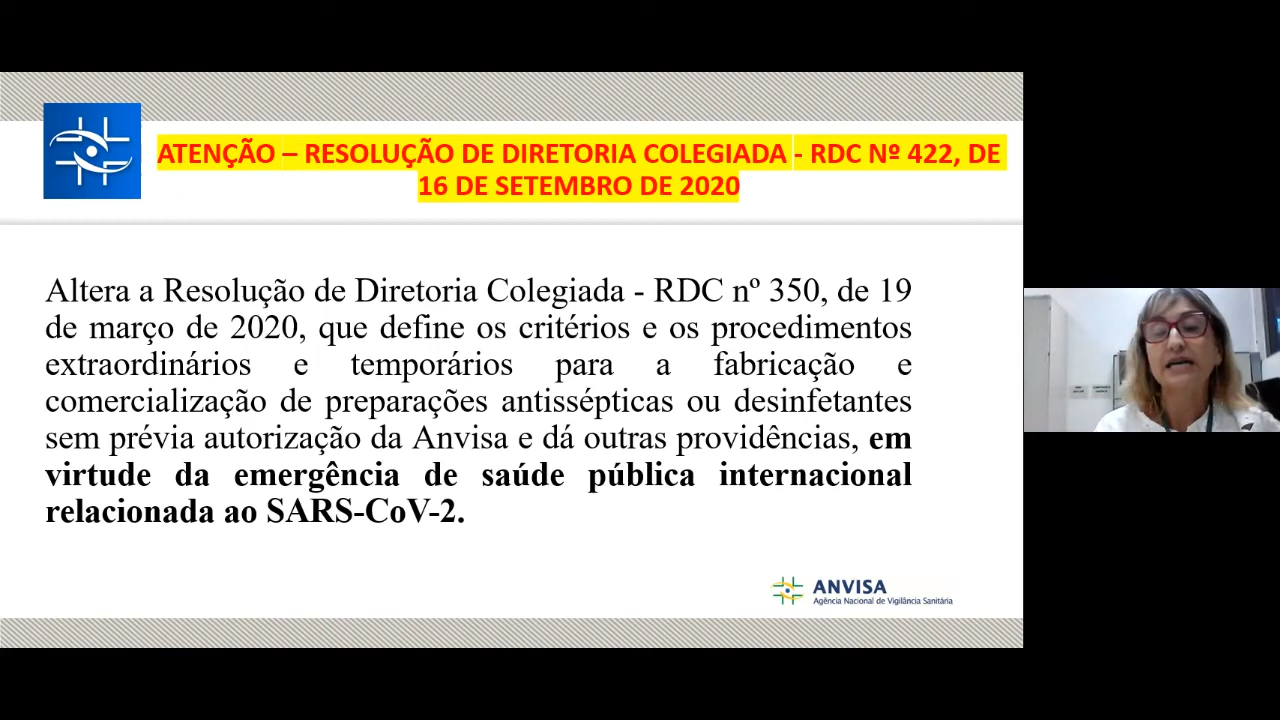 ATENÇÃO – RESOLUÇÃO DE DIRETORIA COLEGIADA - RDC Nº 422, DE
16 DE SETEMBRO DE 2020
Altera a Resolução de Diretoria Colegiada - RDC nº 350, de 19
de março de 2020, que define os critérios e os procedimentos
extraordinários e temporários para a fabricação e
comercialização de preparações antissépticas ou desinfetantes
sem prévia autorização da Anvisa e dá outras providências, em
virtude da emergência de saúde pública internacional
relacionada ao SARS-CoV-2.
ANVISA
Agência Nacional de Vigilância Sanitária